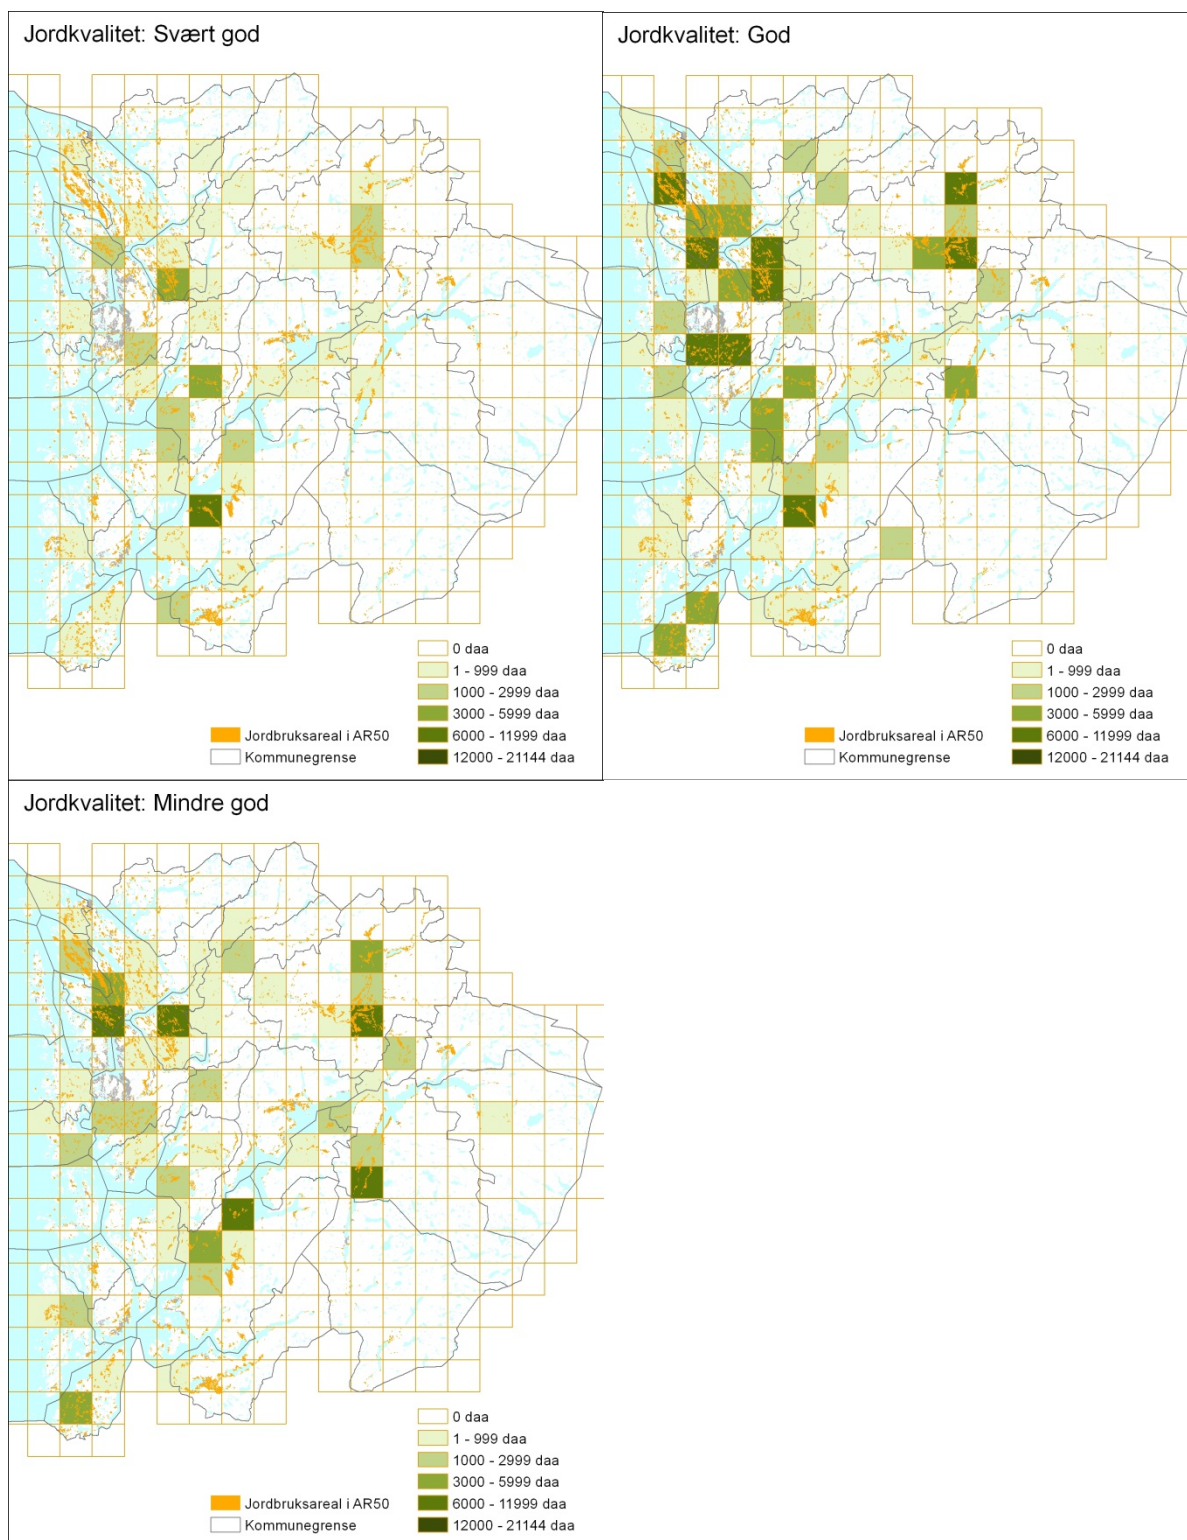 Jordkvalitet: Svært god
0 daa
1 - 999 daa
1000 - 2999 daa
3000 - 5999 daa
Jordbruksareal i AR50
6000 - 11999 daa
Kommunegrense
12000 - 21144 daa
Jordkvalitet: God
0 daa
1 - 999 daa
1000 - 2999 daa
3000 - 5999 daa
Jordbruksareal i AR50
6000 - 11999 daa
Kommunegrense
12000 - 21144 daa
Jordkvalitet: Mindre god
0 daa
1 - 999 daa
1000 - 2999 daa
3000 - 5999 daa
Jordbruksareal i AR50
6000 - 11999 daa
Kommunegrense
12000 - 21144 daa